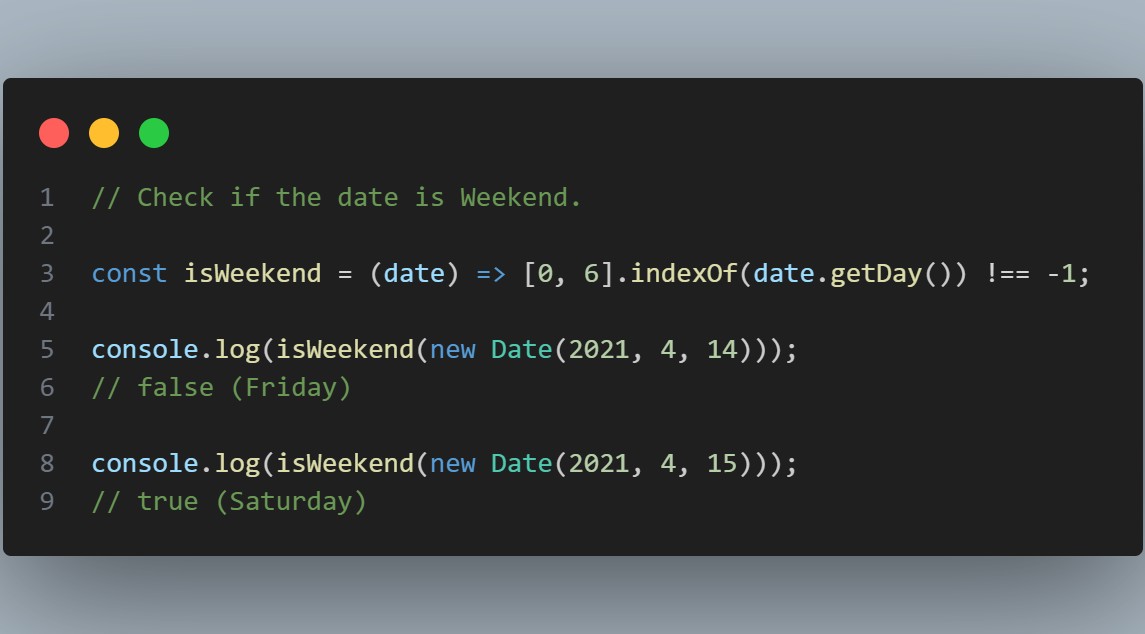 1 // Check if the date is Weekend.
2
3 const isWeekend = (date) => [0, 6].indexOf(date.getDay()) !== -1;
4
5 console.log(isWeekend(new Date(2021, 4, 14)));
6 // false (Friday)
7
8 console.log(isWeekend(new Date(2021, 4, 15)));
9 // true (Saturday)